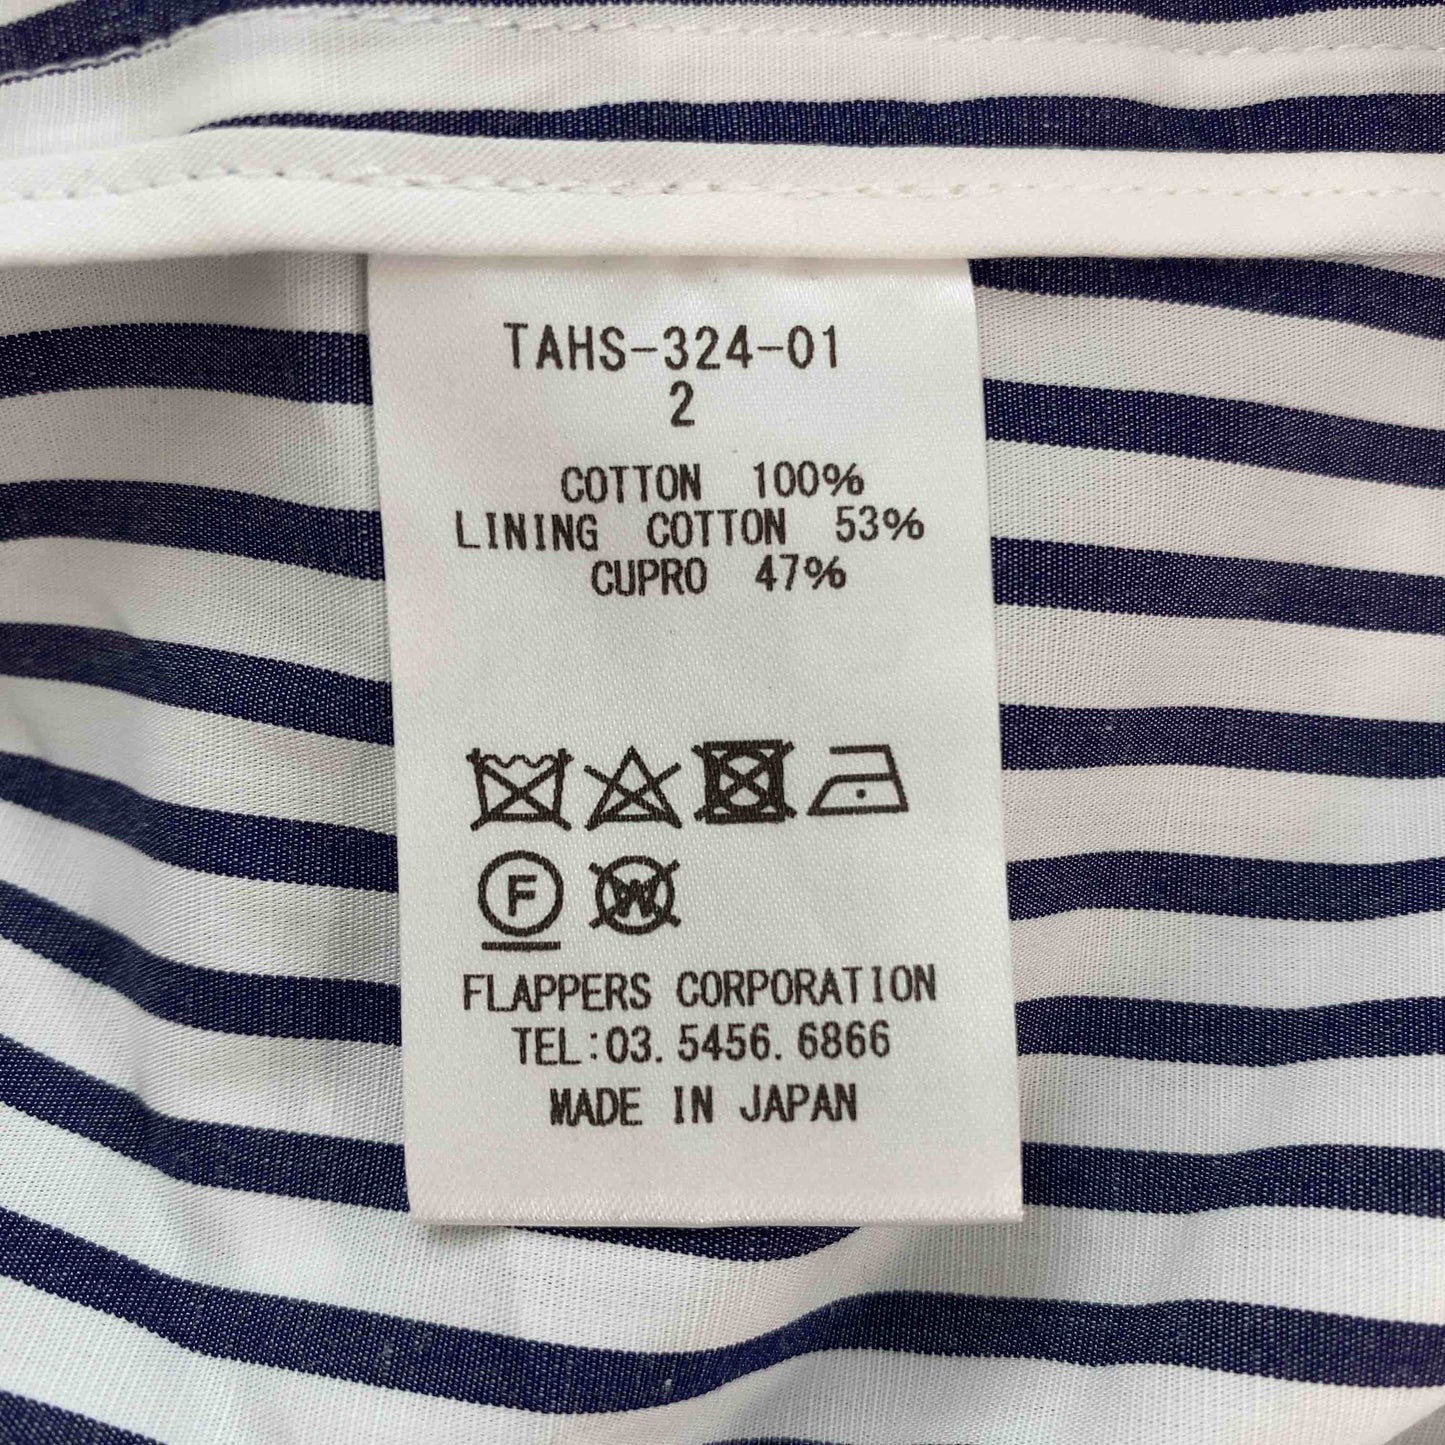 TAHS-324-01
2
COTTON 100%
LINING COTTON 53%
CUPRO 47%
F W
FLAPPERS CORPORATION
TEL:03.5456.6866
MADE IN JAPAN